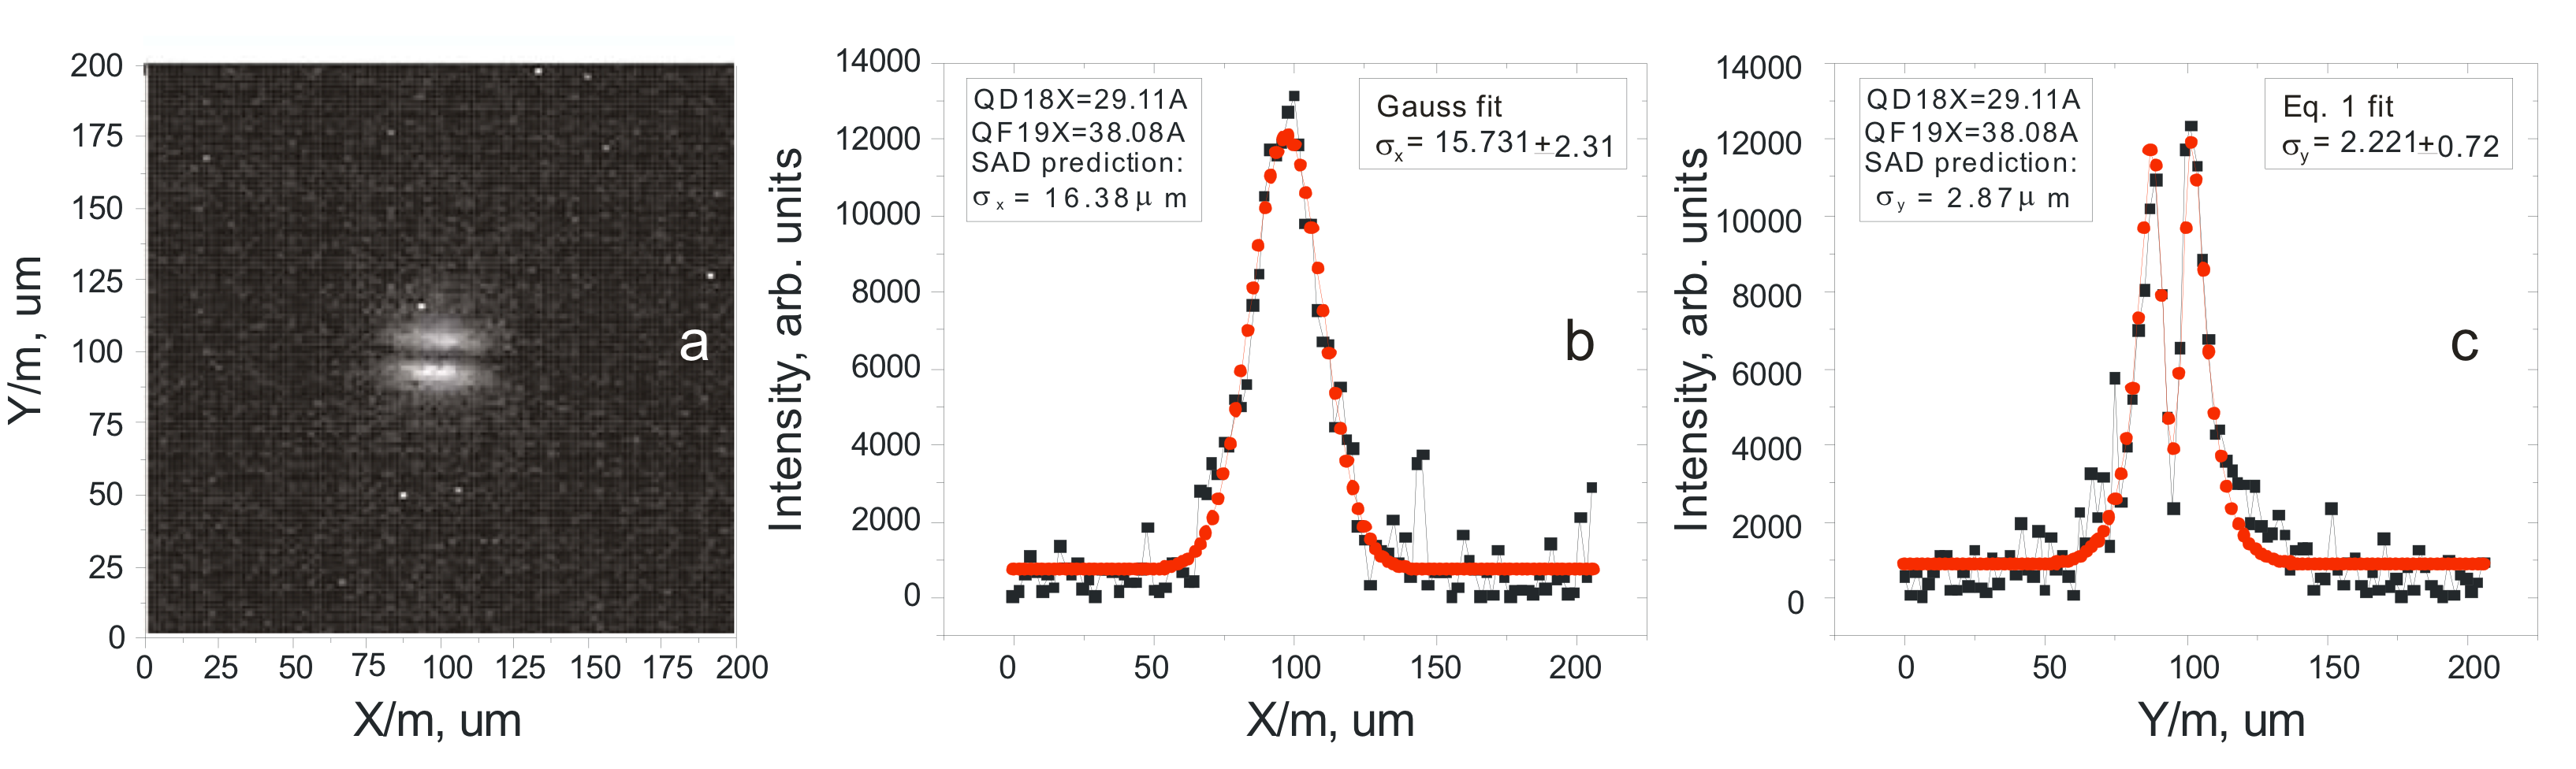 200
175
150
125
100
75
50
25
0
0 25 50 75 100 125 150 175 200
Y/m, um
X/m, um
a
14000
12000
10000
8000
6000
4000
2000
0
0 50 100 150 200
Intensity, arb. units
X/m, um
QD18X=29.11A
QF19X=38.08A
SAD prediction:
σx = 16.38μ m
Gauss fit
σx = 15.731±2.31
b
14000
12000
10000
8000
6000
4000
2000
0
0 50 100 150 200
Intensity, arb. units
Y/m, um
QD18X=29.11A
QF19X=38.08A
SAD prediction:
σy = 2.87μ m
Eq. 1 fit
σy = 2.221±0.72
c